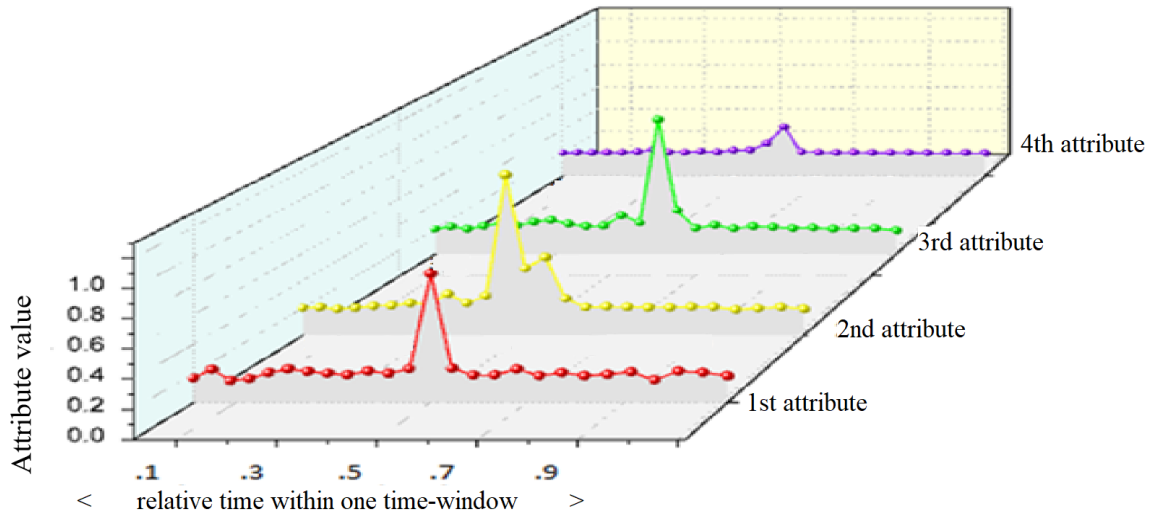 4th attribute
3rd attribute
1.0
0.8
2nd attribute
0.6
0.4
1st attribute
0.2
0.0
Attribute value
.1 .3 .5 .7 .9
< relative time within one time-window >